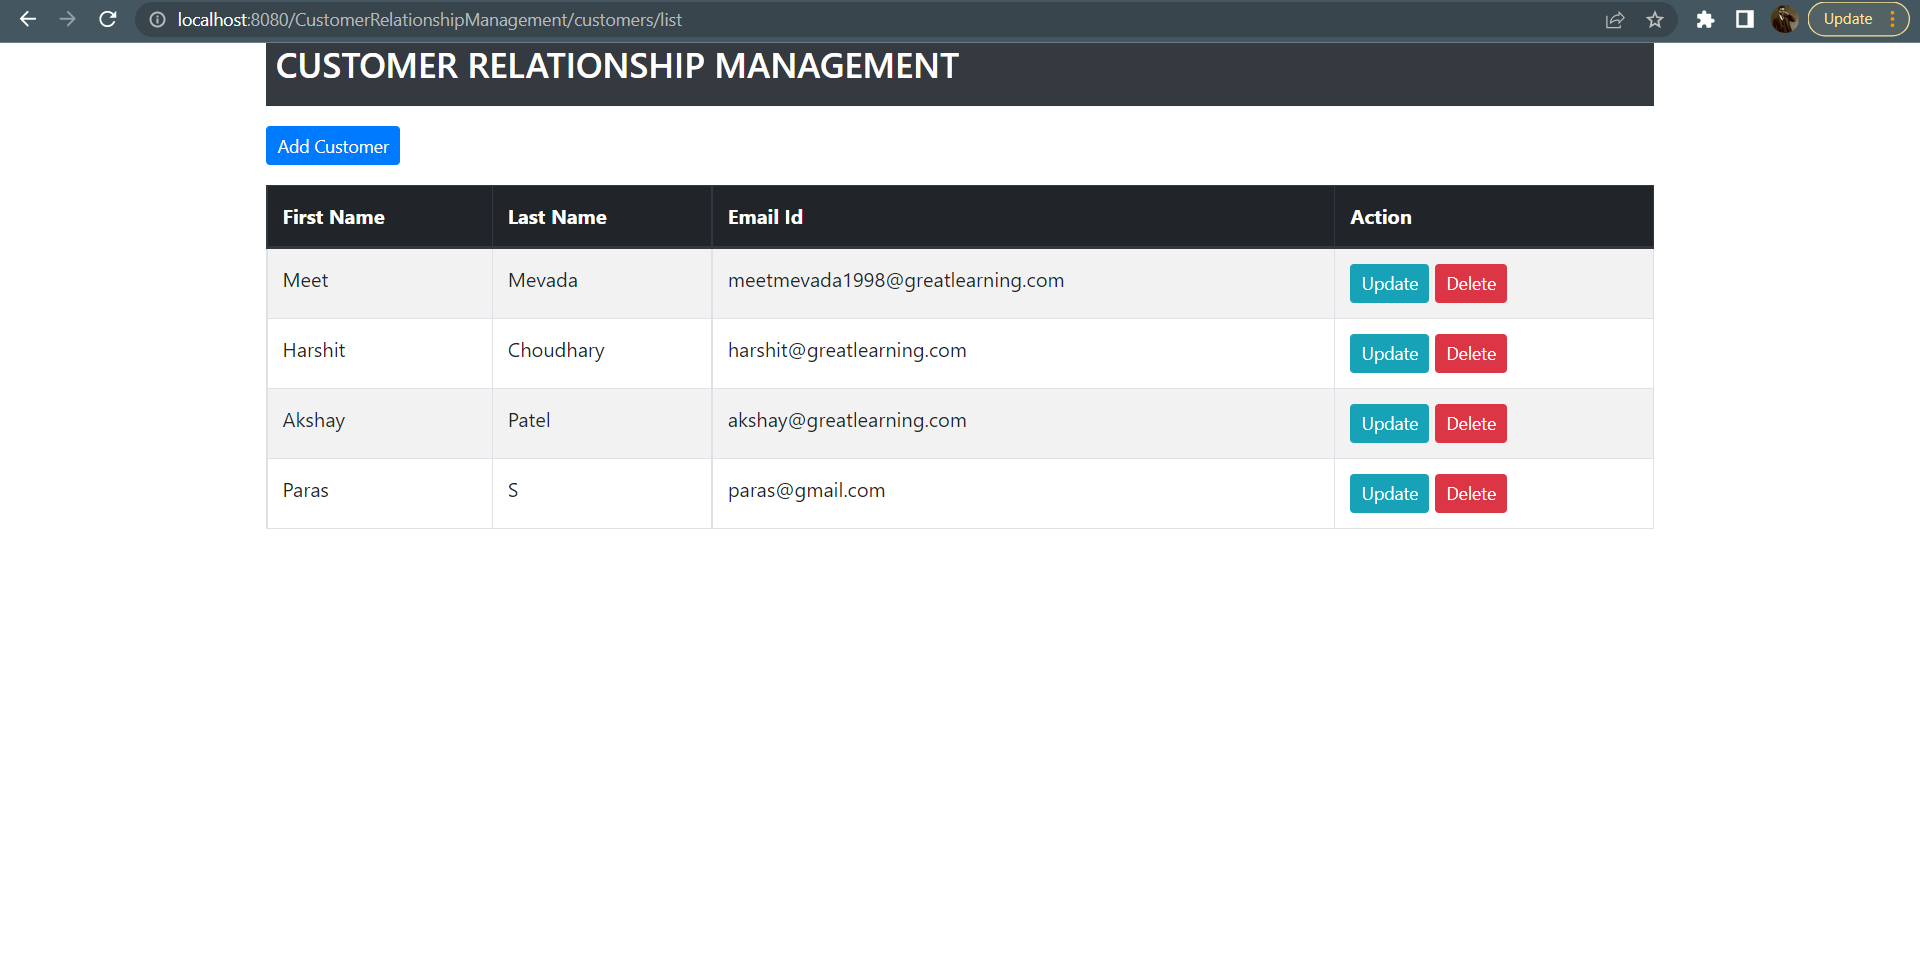 localhost:8080/CustomerRelationshipManagement/customers/list Update
CUSTOMER RELATIONSHIP MANAGEMENT
Add Customer
First Name Last Name Email Id Action
Meet Mevada meetmevada1998@greatlearning.com Update Delete
Harshit Choudhary harshit@greatlearning.com Update Delete
Akshay Patel akshay@greatlearning.com Update Delete
Paras S paras@gmail.com Update Delete